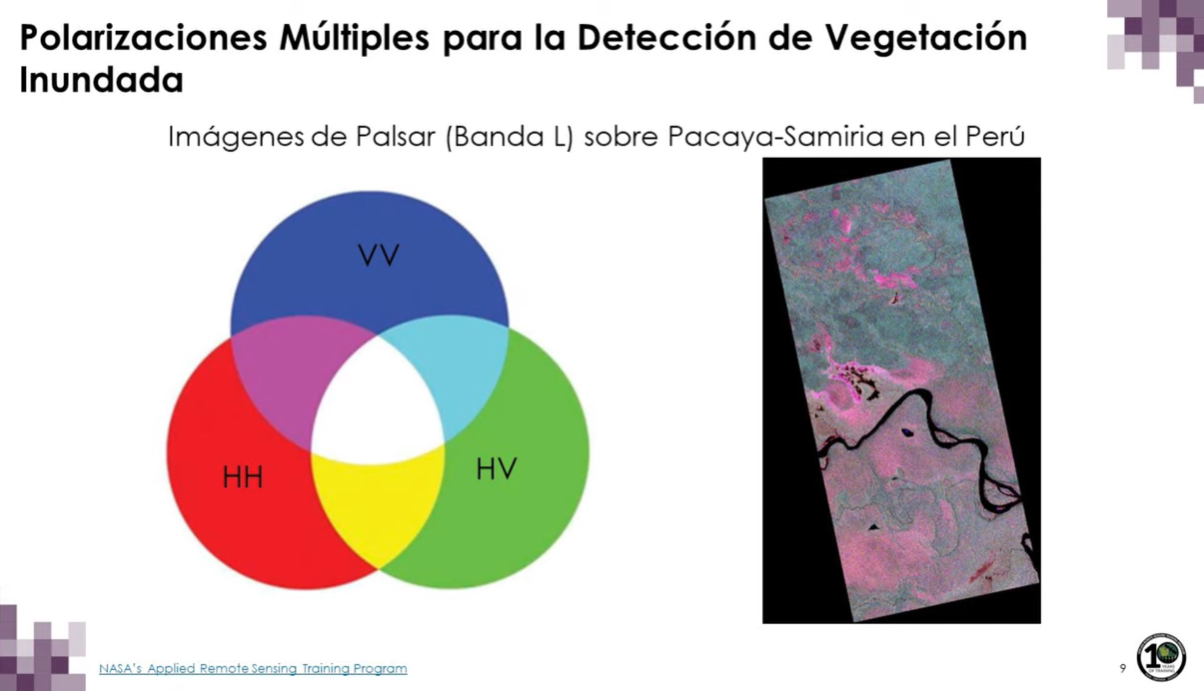 Polarizaciones Múltiples para la Detección de Vegetación
Inundada
Imágenes de Palsar (Banda L) sobre Pacaya-Samiria en el Perú
VV
HH
HV
NASA's Applied Remote Sensing Training Program
9
10
YEARS
OF TRAINING